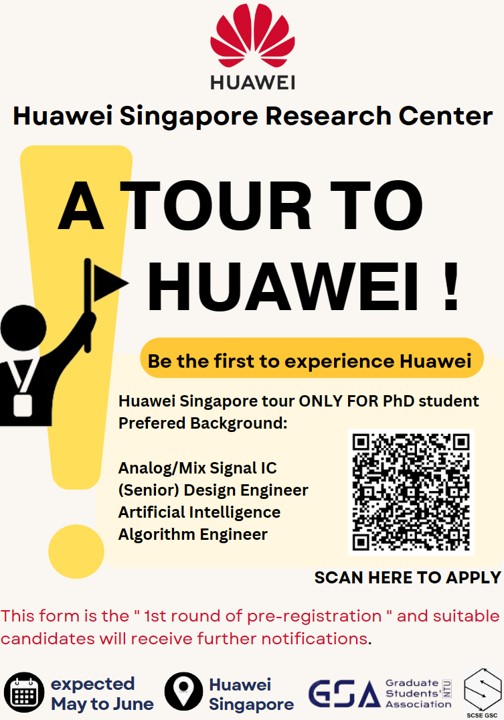 HUAWEI
Huawei Singapore Research Center
A TOUR TO
HUAWEI !
Be the first to experience Huawei
Huawei Singapore tour ONLY FOR PhD student
Prefered Background:
Analog/Mix Signal IC
(Senior) Design Engineer
Artificial Intelligence
Algorithm Engineer
SCAN HERE TO APPLY
This form is the " 1st round of pre-registration " and suitable
candidates will receive further notifications.
expected
May to June
Huawei
Singapore
GSA
Graduate
Students'
Association
NTU
SCSE GSC